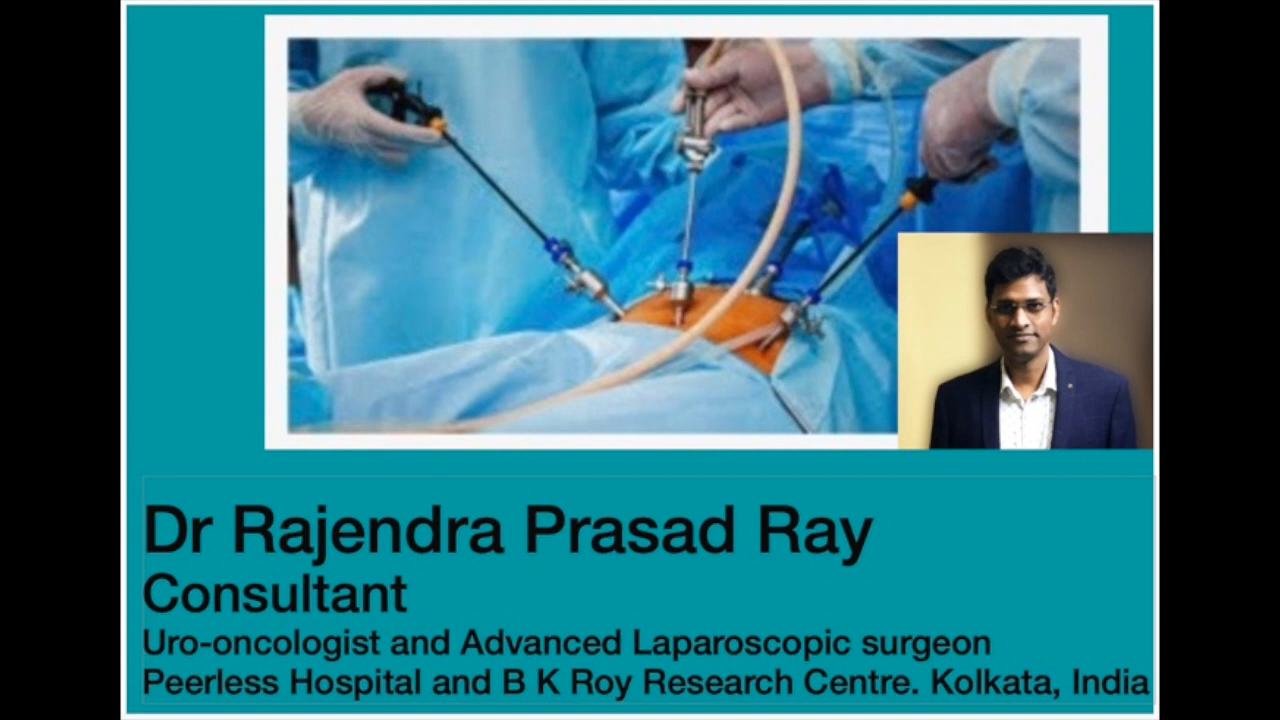 Dr Rajendra Prasad Ray
Consultant
Uro-oncologist and Advanced Laparoscopic surgeon
Peerless Hospital and B K Roy Research Centre. Kolkata, India